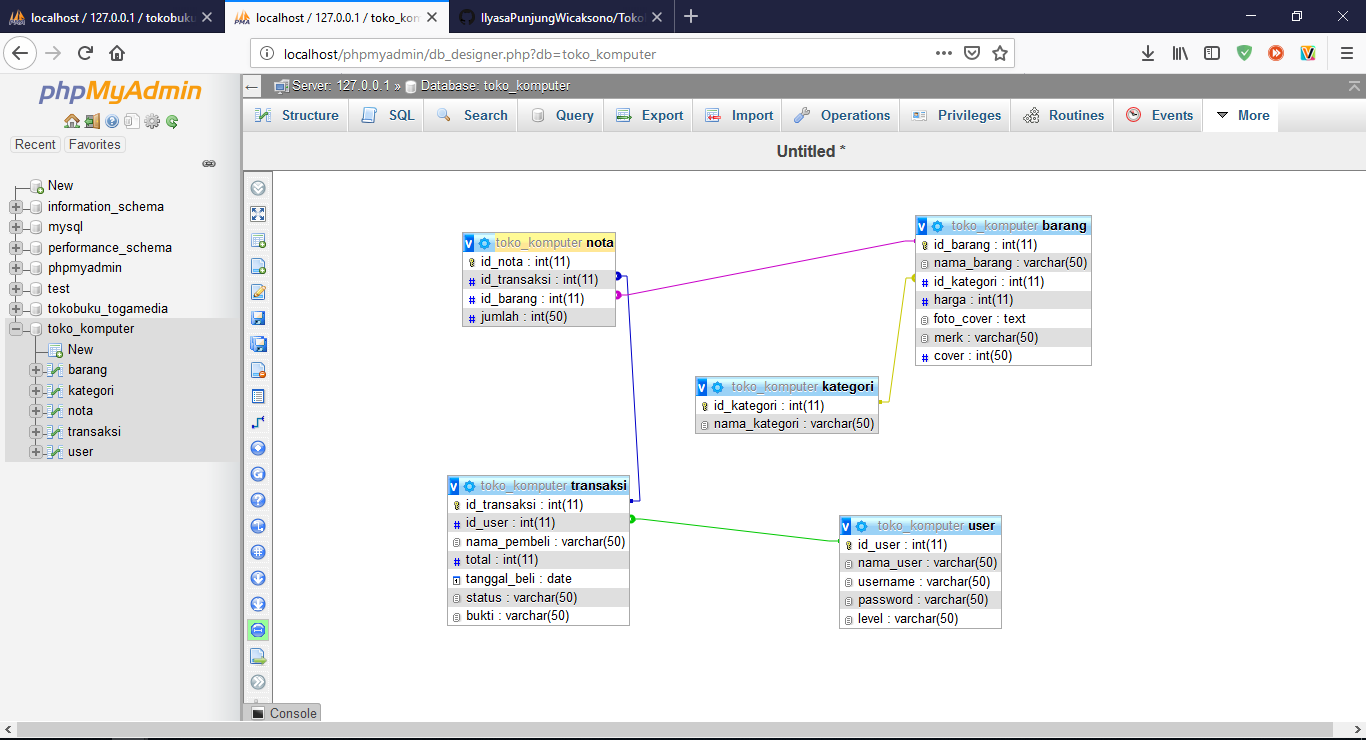 localhost / 127.0.0.1 / tokobuku
localhost / 127.0.0.1 / toko_kom
IlyasaPunjungWicaksono/Toko
localhost/phpmyadmin/db_designer.php?db=toko_komputer
phpMyAdmin
Recent Favorites
New
information_schema
mysql
performance_schema
phpmyadmin
test
tokobuku_togamedia
toko_komputer
New
barang
kategori
nota
transaksi
user
Server: 127.0.0.1 » Database: toko_komputer
Structure SQL Search Query Export Import Operations Privileges Routines Events More
Untitled *
toko_komputer nota
id_nota : int(11)
id_transaksi : int(11)
id_barang : int(11)
jumlah : int(50)
toko_komputer barang
id_barang : int(11)
nama_barang : varchar(50)
id_kategori : int(11)
harga : int(11)
foto_cover : text
merk : varchar(50)
cover : int(50)
toko_komputer kategori
id_kategori : int(11)
nama_kategori : varchar(50)
toko_komputer transaksi
id_transaksi : int(11)
id_user : int(11)
nama_pembeli : varchar(50)
total : int(11)
tanggal_beli : date
status : varchar(50)
bukti : varchar(50)
toko_komputer user
id_user : int(11)
nama_user : varchar(50)
username : varchar(50)
password : varchar(50)
level : varchar(50)
Console